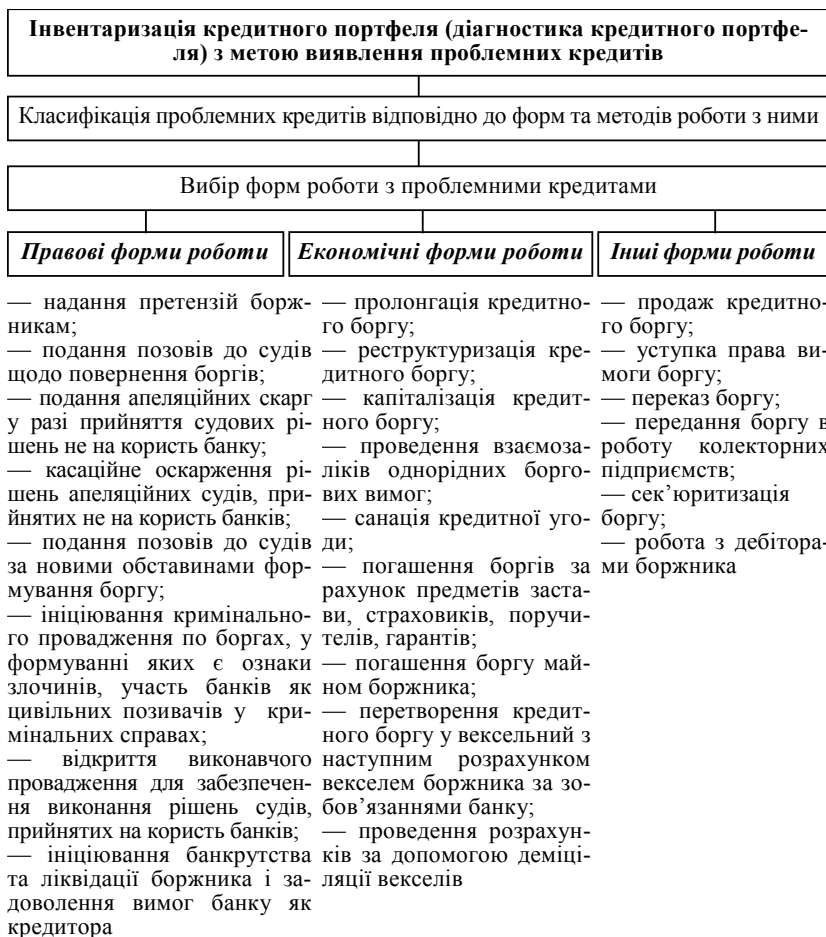 Інвентаризація кредитного портфеля (діагностика кредитного портфе-
ля) з метою виявлення проблемних кредитів
Класифікація проблемних кредитів відповідно до форм та методів роботи з ними
Вибір форм роботи з проблемними кредитами
Правові форми роботи
— надання претензій борж-
никам;
— подання позовів до судів
щодо повернення боргів;
— подання апеляційних скарг
у разі прийняття судових рі-
шень не на користь банку;
— касаційне оскарження рі-
шень апеляційних судів, при-
йнятих не на користь банків;
— подання позовів до судів
за новими обставинами фор-
мування боргу;
— ініціювання кримінально-
го провадження по боргах, у
формуванні яких є ознаки
злочинів, участь банків як
цивільних позивачів у кри-
мінальних справах;
— відкриття виконавчого
провадження для забезпечен-
ня виконання рішень судів,
прийнятих на користь банків;
— ініціювання банкрутства
та ліквідації боржника і за-
доволення вимог банку як
кредитора
Економічні форми роботи
— пролонгація кредитно-
го боргу;
— реструктуризація кре-
дитного боргу;
— капіталізація кредит-
ного боргу;
— проведення взаємоза-
ліків однорідних борго-
вих вимог;
— санація кредитної уго-
ди;
— погашення боргів за
рахунок предметів заста-
ви, страховиків, поручи-
телів, гарантів;
— погашення боргу май-
ном боржника;
— перетворення кредит-
ного боргу у вексельний з
наступним розрахунком
векселем боржника за зо-
бов’язаннями банку;
— проведення розрахун-
ків за допомогою деміці-
ляції векселів
Інші форми роботи
— продаж кредитно-
го боргу;
— уступка права ви-
моги боргу;
— переказ боргу;
— передання боргу в
роботу колекторних
підприємств;
— сек’юритизація
боргу;
— робота з дебітора-
ми боржника